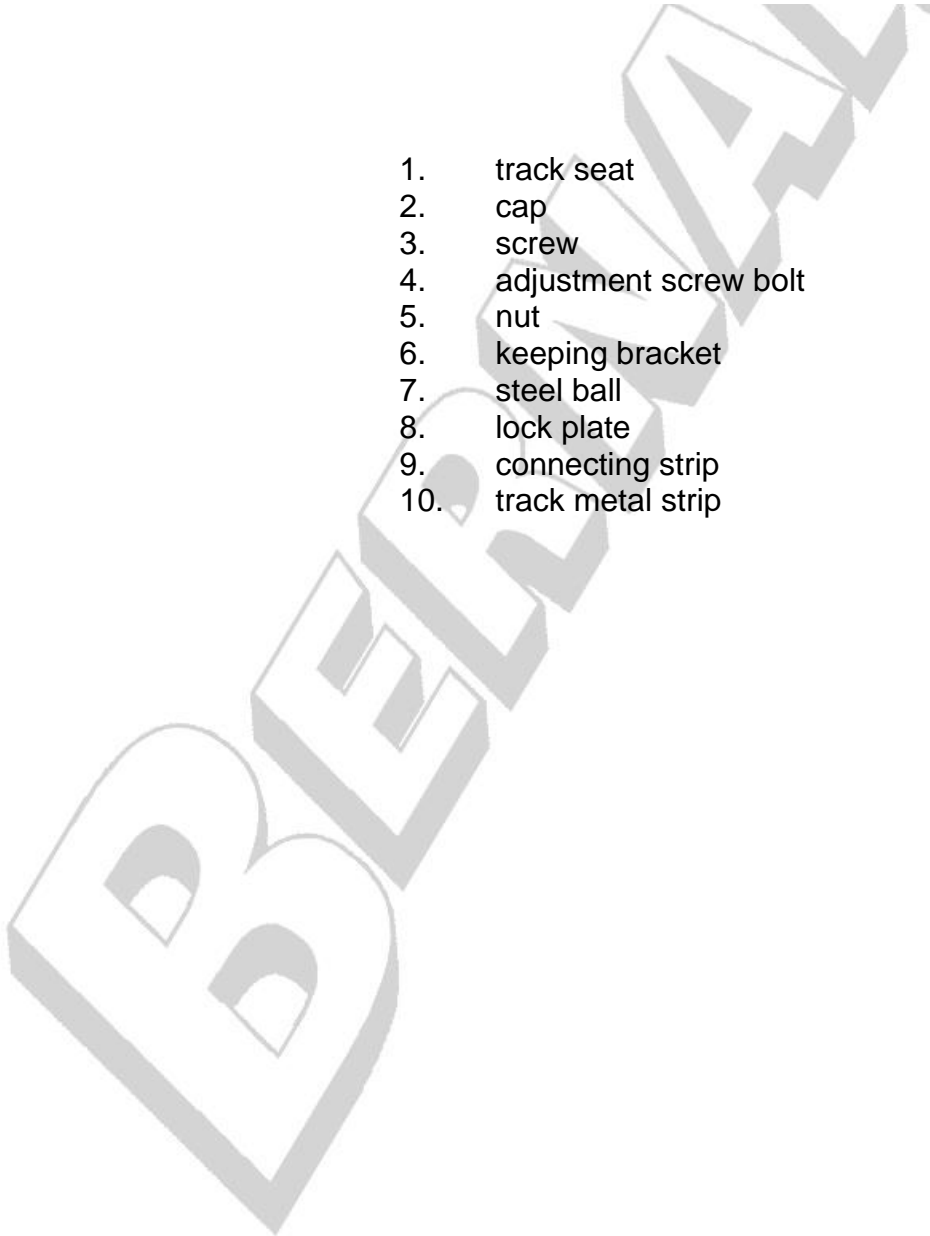 1. track seat
2. cap
3. screw
4. adjustment screw bolt
5. nut
6. keeping bracket
7. steel ball
8. lock plate
9. connecting strip
10. track metal strip
BERNA